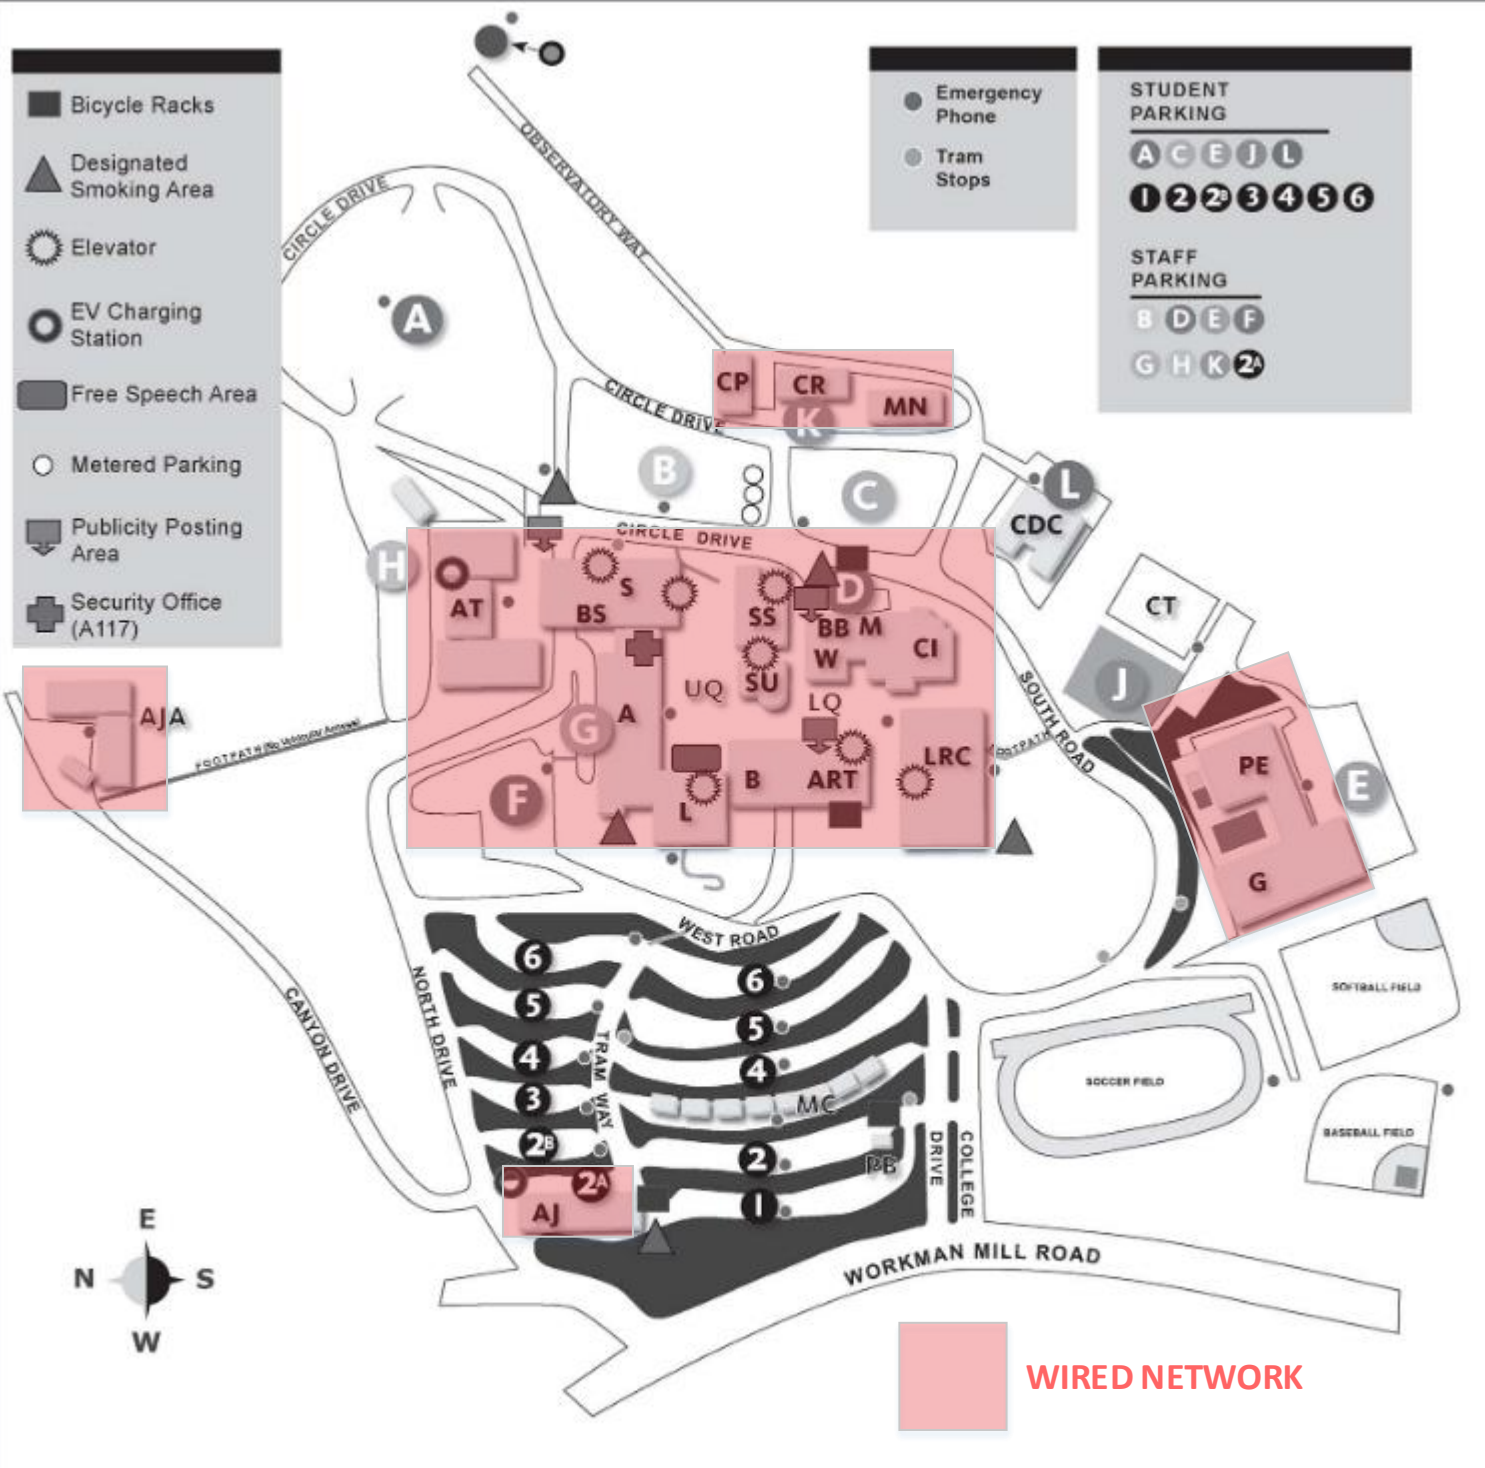 Bicycle Racks
Designated
Smoking Area
Elevator
EV Charging
Station
Free Speech Area
Metered Parking
Publicity Posting
Area
Security Office
(A117)
Emergency
Phone
Tram
Stops
STUDENT
PARKING
A C E J L
1 2 2B 3 4 5 6
STAFF
PARKING
B D E F
G H K 2A
OBSERVATORY WAY
CIRCLE DRIVE
A
CP
CR
MN
K
CIRCLE DRIVE
B
C
L
CDC
CIRCLE DRIVE
H
AT
S
BS
SS
D
BB M
W
CI
SU
UQ
LQ
A
G
F
B
ART
LRC
L
CT
J
SOUTH ROAD
FOOTPATH
PE
E
G
AJA
FOOTPATH (No Vehicular Access)
WEST ROAD
NORTH DRIVE
CANYON DRIVE
TRAM WAY
6
5
4
3
2B
2A
AJ
6
5
4
MC
2
PB
1
COLLEGE
DRIVE
SOFTBALL FIELD
SOCCER FIELD
BASEBALL FIELD
WORKMAN MILL ROAD
E
N S
W
WIRED NETWORK